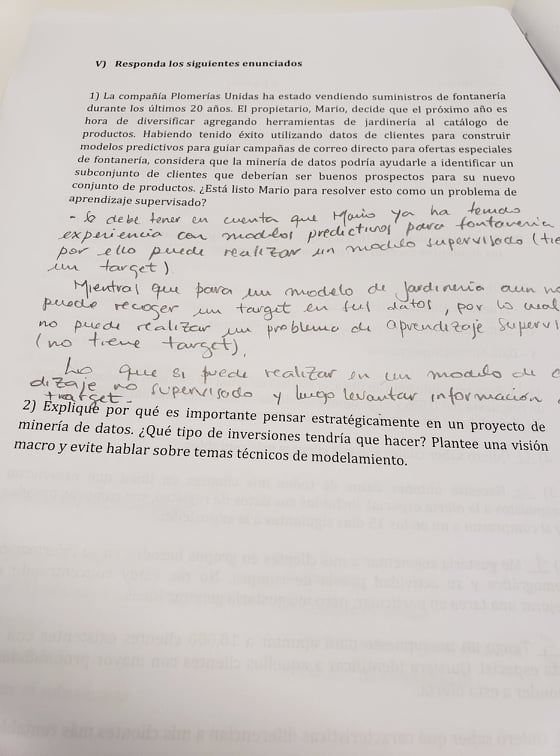 V) Responda los siguientes enunciados
1) La compañía Plomerías Unidas ha estado vendiendo suministros de fontanería
durante los últimos 20 años. El propietario, Mario, decide que el próximo año es
hora de diversificar agregando herramientas de jardinería al catálogo de
productos. Habiendo tenido éxito utilizando datos de clientes para construir
modelos predictivos para guiar campañas de correo directo para ofertas especiales
de fontanería, considera que la minería de datos podría ayudarle a identificar un
subconjunto de clientes que deberían ser buenos prospectos para su nuevo
conjunto de productos. ¿Está listo Mario para resolver esto como un problema de
aprendizaje supervisado?
- Se debe tener en cuenta que Mario ya ha tenido
experiencia con modelos predictivos para fontanería
por ello puede realizar un modelo supervisado (tie
un target).
Mientras que para un modelo de Jardinería aun no
puede recoger un target en sus datos, por lo cual
no puede realizar un problema de aprendizaje supervi
(no tiene target).
Lo que si puede realizar es un modelo de a
dizaje no supervisado y luego levantar información
target.
2) Explique por qué es importante pensar estratégicamente en un proyecto de
minería de datos. ¿Qué tipo de inversiones tendría que hacer? Plantee una visión
macro y evite hablar sobre temas técnicos de modelamiento.